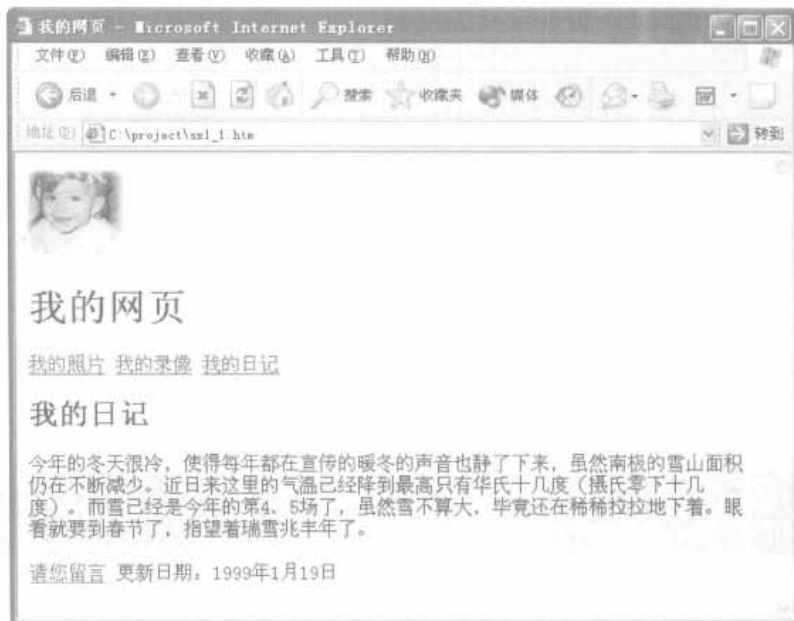 我的网页 - Microsoft Internet Explorer
文件(F) 编辑(E) 查看(V) 收藏(A) 工具(T) 帮助(H)
后退 搜索 收藏夹 媒体
地址(D) C:\project\sxl_1.htm 转到
我的网页
我的照片 我的录像 我的日记
我的日记
今年的冬天很冷，使得每年都在宣传的暖冬的声音也静了下来，虽然南极的雪山面积
仍在不断减少。近日来这里的气温已经降到最高只有华氏十几度（摄氏零下十几
度）。而雪已经是今年的第4、5场了，虽然雪不算大，毕竟还在稀稀拉拉地下着。眼
看就要到春节了，指望着瑞雪兆丰年了。
请您留言 更新日期：1999年1月19日